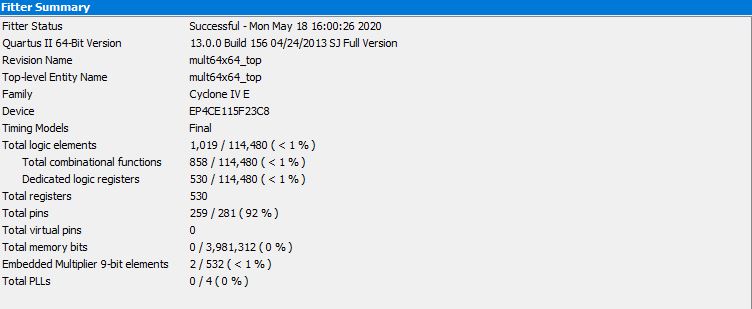 Fitter Summary
Fitter Status Successful - Mon May 18 16:00:26 2020
Quartus II 64-Bit Version 13.0.0 Build 156 04/24/2013 SJ Full Version
Revision Name mult64x64_top
Top-level Entity Name mult64x64_top
Family Cyclone IV E
Device EP4CE115F23C8
Timing Models Final
Total logic elements 1,019 / 114,480 ( < 1 % )
Total combinational functions 858 / 114,480 ( < 1 % )
Dedicated logic registers 530 / 114,480 ( < 1 % )
Total registers 530
Total pins 259 / 281 ( 92 % )
Total virtual pins 0
Total memory bits 0 / 3,981,312 ( 0 % )
Embedded Multiplier 9-bit elements 2 / 532 ( < 1 % )
Total PLLs 0 / 4 ( 0 % )